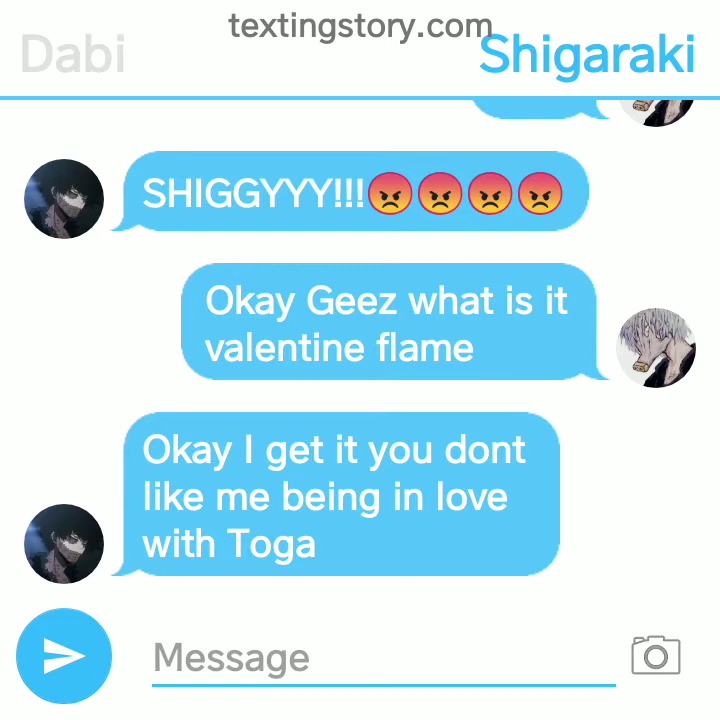 textingstory.com
Dabi
Shigaraki
SHIGGYYY!!!😡😡😡😡
Okay Geez what is it
valentine flame
Okay I get it you dont
like me being in love
with Toga
Message